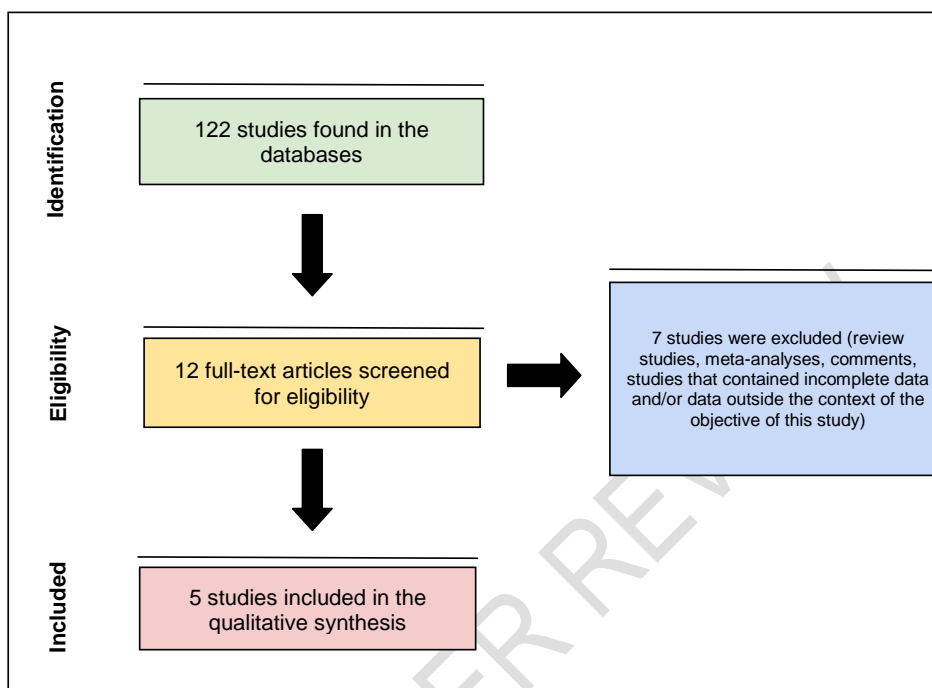 Identification
122 studies found in the
databases
Eligibility
12 full-text articles screened
for eligibility
7 studies were excluded (review
studies, meta-analyses, comments,
studies that contained incomplete data
and/or data outside the context of the
objective of this study)
Included
5 studies included in the
qualitative synthesis
ER REV